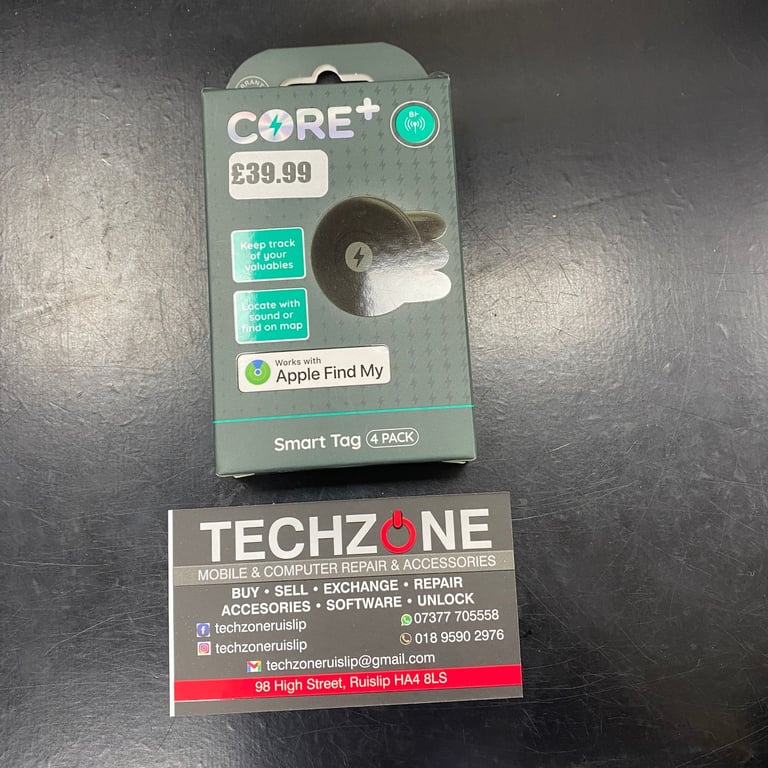 CORE+
£39.99
Keep track
of your
valuables
Locate with
sound or
find on map
Works with
Apple Find My
Smart Tag 4 PACK
TECHZONE
MOBILE & COMPUTER REPAIR & ACCESSORIES
BUY • SELL • EXCHANGE • REPAIR
ACCESORIES • SOFTWARE • UNLOCK
techzoneruislip
07377 705558
techzoneruislip
018 9590 2976
techzoneruislip@gmail.com
98 High Street, Ruislip HA4 8LS